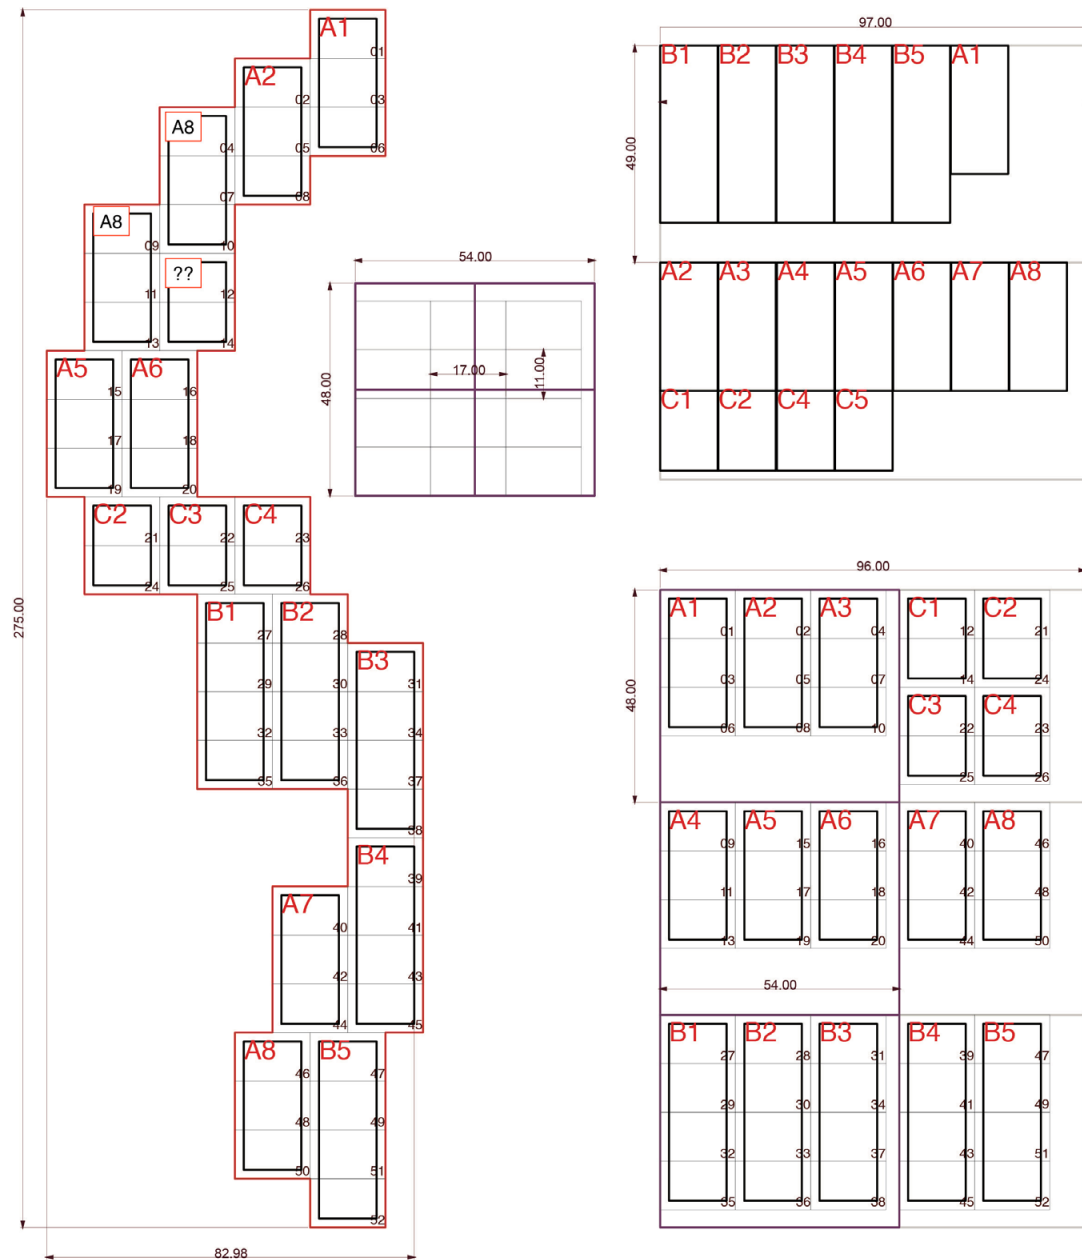 A1
01
A2
02
03
A8
04
05
06
07
08
A8
09
10
??
11
12
13
14
A5
A6
15
16
17
18
19
20
C2
C3
C4
21
22
23
24
25
26
B1
B2
27
28
B3
29
30
31
32
33
34
35
36
37
38
B4
39
A7
40
41
42
43
44
45
A8
B5
46
47
48
49
50
51
52
275.00
82.98
54.00
48.00
17.00
11.00
97.00
49.00
B1
B2
B3
B4
B5
A1
A2
A3
A4
A5
A6
A7
A8
C1
C2
C4
C5
96.00
48.00
A1
A2
A3
C1
C2
01
02
04
12
21
03
05
07
14
24
C3
C4
06
08
10
22
23
25
26
A4
A5
A6
A7
A8
09
15
16
40
46
11
17
18
42
48
13
19
20
44
50
54.00
B1
B2
B3
B4
B5
27
28
31
39
47
29
30
34
41
49
32
33
37
43
51
35
36
38
45
52